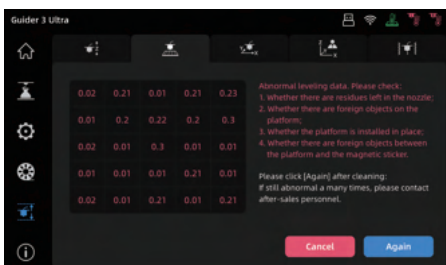 Guider 3 Ultra
0.02 0.21 0.01 0.21 0.23
0.01 0.2 0.22 0.2 0.3
0.02 0.01 0.3 0.01 0.01
0.01 0.01 0.01 0.21 0.01
0.02 0.01 0.21 0.01 0.21
Abnormal leveling data. Please check:
1. Whether there are residues left in the nozzle;
2. Whether there are foreign objects on the
platform;
3. Whether the platform is installed in place;
4. Whether there are foreign objects between
the platform and the magnetic sticker.
Please click [Again] after cleaning:
If still abnormal a many times, please contact
after-sales personnel.
Cancel
Again